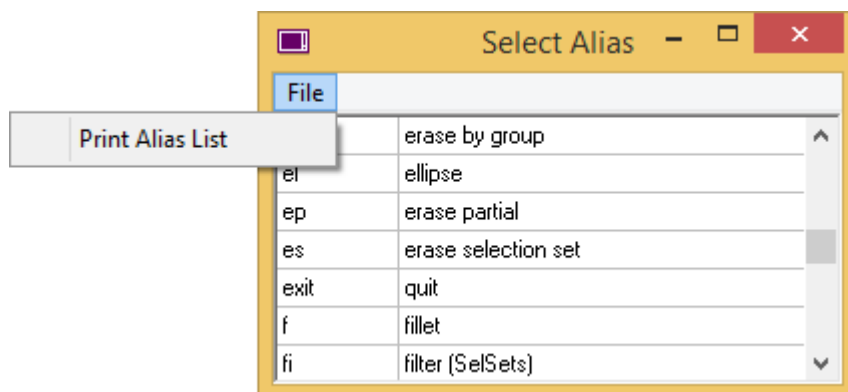 Select Alias
File
Print Alias List
erase by group
el ellipse
ep erase partial
es erase selection set
exit quit
f fillet
fi filter (SelSets)